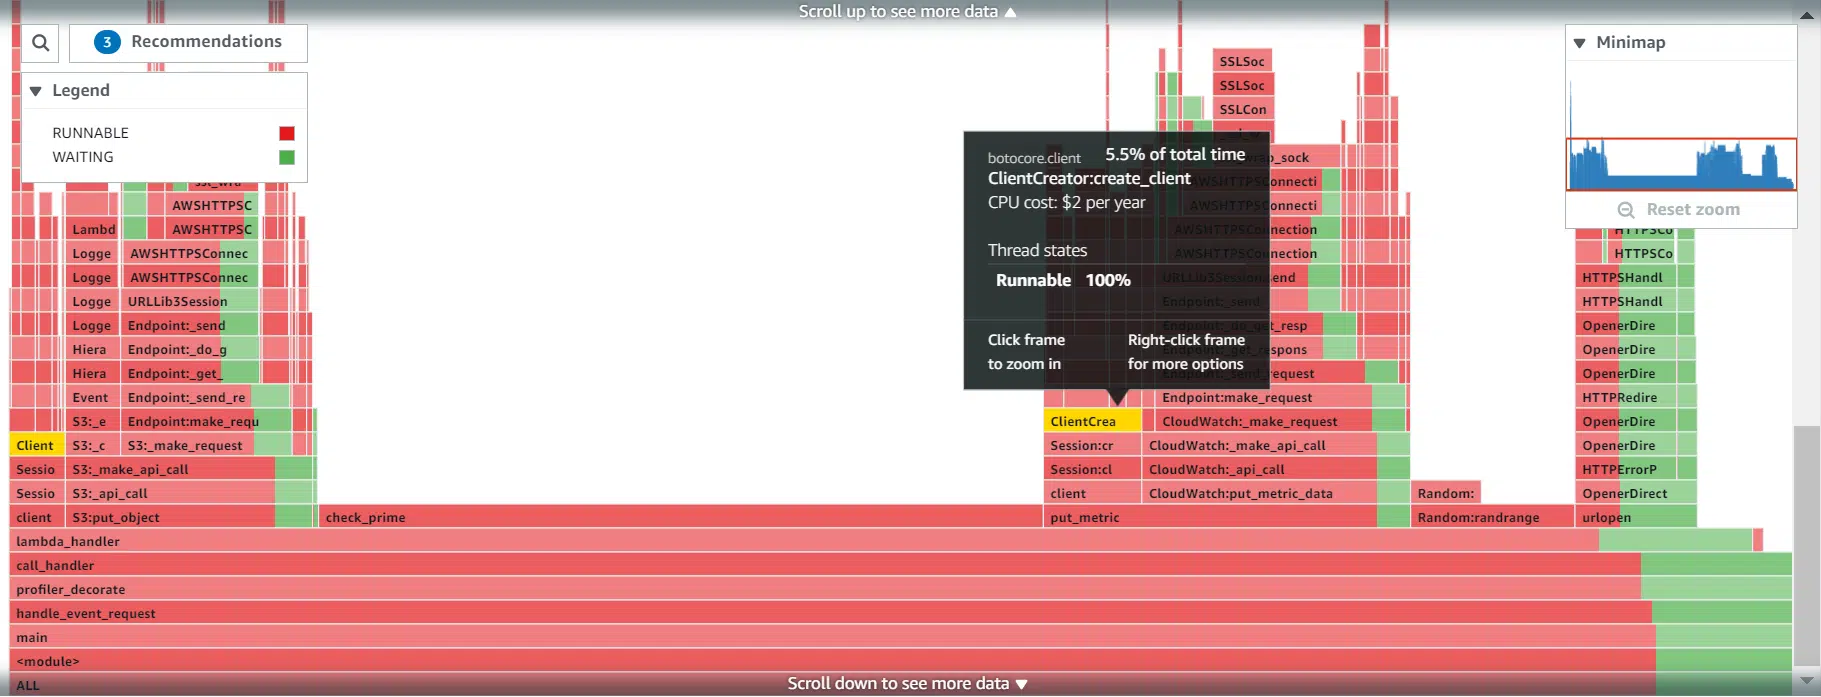 Scroll up to see more data ▲
3 Recommendations
▼ Legend
RUNNABLE
WAITING
▼ Minimap
Reset zoom
botocore.client 5.5% of total time
ClientCreator:create_client
CPU cost: $2 per year
Thread states
Runnable 100%
Click frame Right-click frame
to zoom in for more options
SSLSoc
SSLSoc
SSLCon
wrap_sock
AWSHTTPSConnecti
AWSHTTPSC AWSHTTPSConnecti
Lambd AWSHTTPSC AWSHTTPSConnection HTTPSCo
Logge AWSHTTPSConnec AWSHTTPSConnection HTTPSCo
Logge AWSHTTPSConnec URLLib3Session:send HTTPSHandl
Logge URLLib3Session Endpoint:_send HTTPSHandl
Logge Endpoint:_send Endpoint:_do_get_resp OpenerDire
Hiera Endpoint:_do_g Endpoint:_get_respons OpenerDire
Hiera Endpoint:_get_ Endpoint:_send_request OpenerDire
Event Endpoint:_send_re Endpoint:make_request HTTPRedire
S3:_e Endpoint:make_requ ClientCrea CloudWatch:_make_request OpenerDire
Client S3:_c S3:_make_request Session:cr CloudWatch:_make_api_call OpenerDire
Sessio S3:_make_api_call Session:cl CloudWatch:_api_call HTTPErrorP
Sessio S3:_api_call client CloudWatch:put_metric_data Random: OpenerDirect
client S3:put_object check_prime put_metric Random:randrange urlopen
lambda_handler
call_handler
profiler_decorate
handle_event_request
main
<module>
ALL
Scroll down to see more data ▼